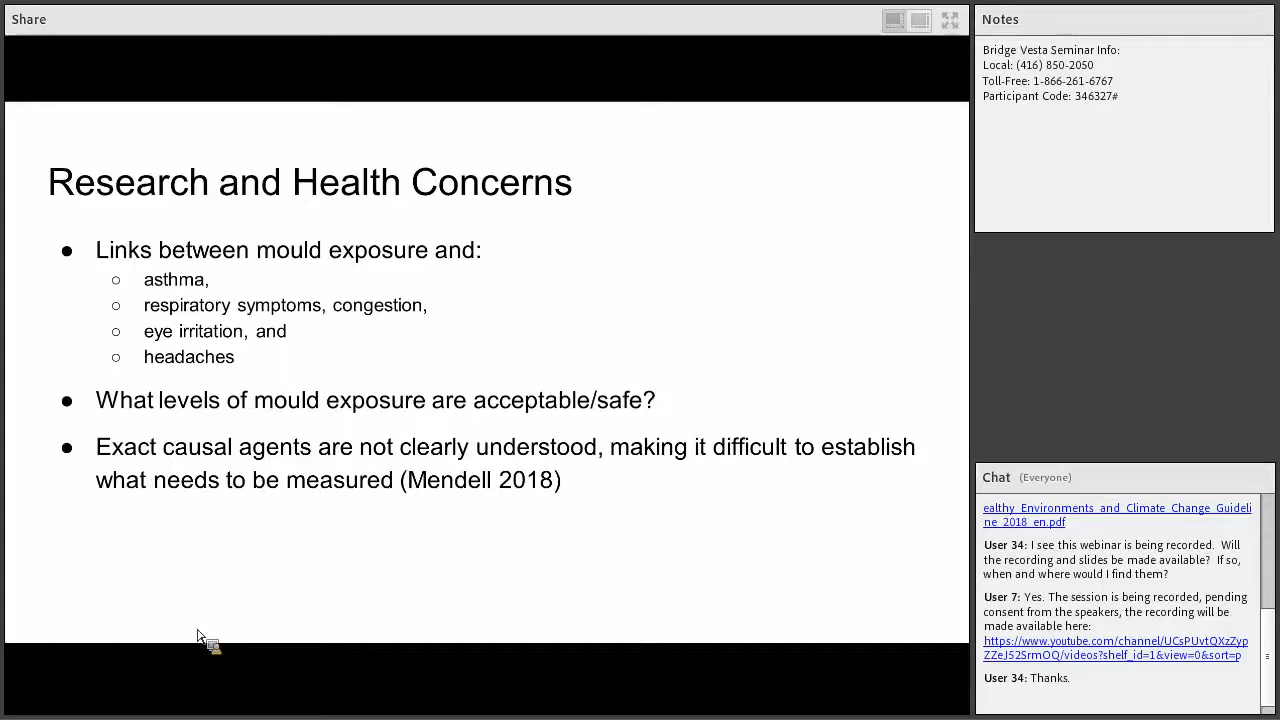 Share
Research and Health Concerns
● Links between mould exposure and:
○ asthma,
○ respiratory symptoms, congestion,
○ eye irritation, and
○ headaches
● What levels of mould exposure are acceptable/safe?
● Exact causal agents are not clearly understood, making it difficult to establish
what needs to be measured (Mendell 2018)
Notes
Bridge Vesta Seminar Info:
Local: (416) 850-2050
Toll-Free: 1-866-261-6767
Participant Code: 346327#
Chat (Everyone)
ealthy_Environments_and_Climate_Change_Guideli
ne_2018_en.pdf
User 34: I see this webinar is being recorded. Will
the recording and slides be made available? If so,
when and where would I find them?
User 7: Yes. The session is being recorded, pending
consent from the speakers, the recording will be
made available here:
https://www.youtube.com/channel/UCsPUvtQXzZyp
ZZeJ52SrmOQ/videos?shelf_id=1&view=0&sort=p
User 34: Thanks.